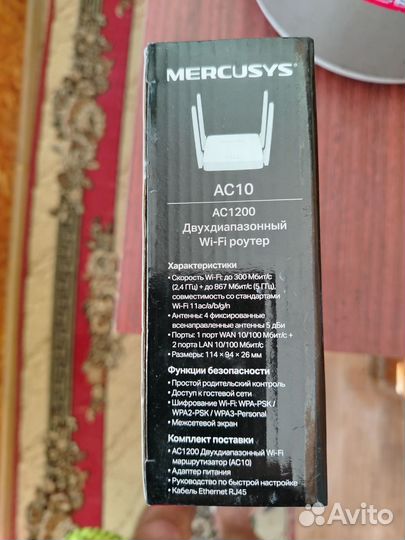 MERCUSYS®
AC10
AC1200
Двухдиапазонный
Wi-Fi роутер
Характеристики
• Скорость Wi-Fi: до 300 Мбит/с
(2,4 ГГц) + до 867 Мбит/с (5 ГГц),
совместимость со стандартами
Wi-Fi 11ac/a/b/g/n
• Антенны: 4 фиксированные
всенаправленные антенны 5 дБи
• Порты: 1 порт WAN 10/100 Мбит/с +
2 порта LAN 10/100 Мбит/с
• Размеры: 114 × 94 × 26 мм
Функции безопасности
• Простой родительский контроль
• Доступ к гостевой сети
• Шифрование Wi-Fi: WPA-PSK /
WPA2-PSK / WPA3-Personal
• Межсетевой экран
Комплект поставки
• AC1200 Двухдиапазонный Wi-Fi
маршрутизатор (AC10)
• Адаптер питания
• Руководство по быстрой настройке
• Кабель Ethernet RJ45
Avito